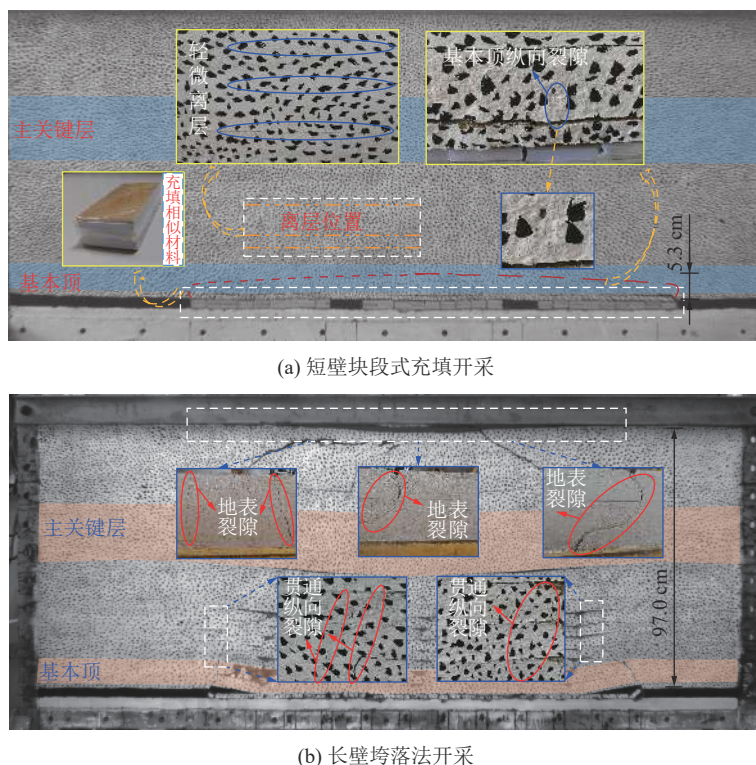 轻微离层
基本顶纵向裂隙
主关键层
充填相似材料
离层位置
5.3 cm
基本顶
(a) 短壁块段式充填开采
地表裂隙
地表裂隙
地表裂隙
主关键层
贯通纵向裂隙
贯通纵向裂隙
97.0 cm
基本顶
(b) 长壁垮落法开采